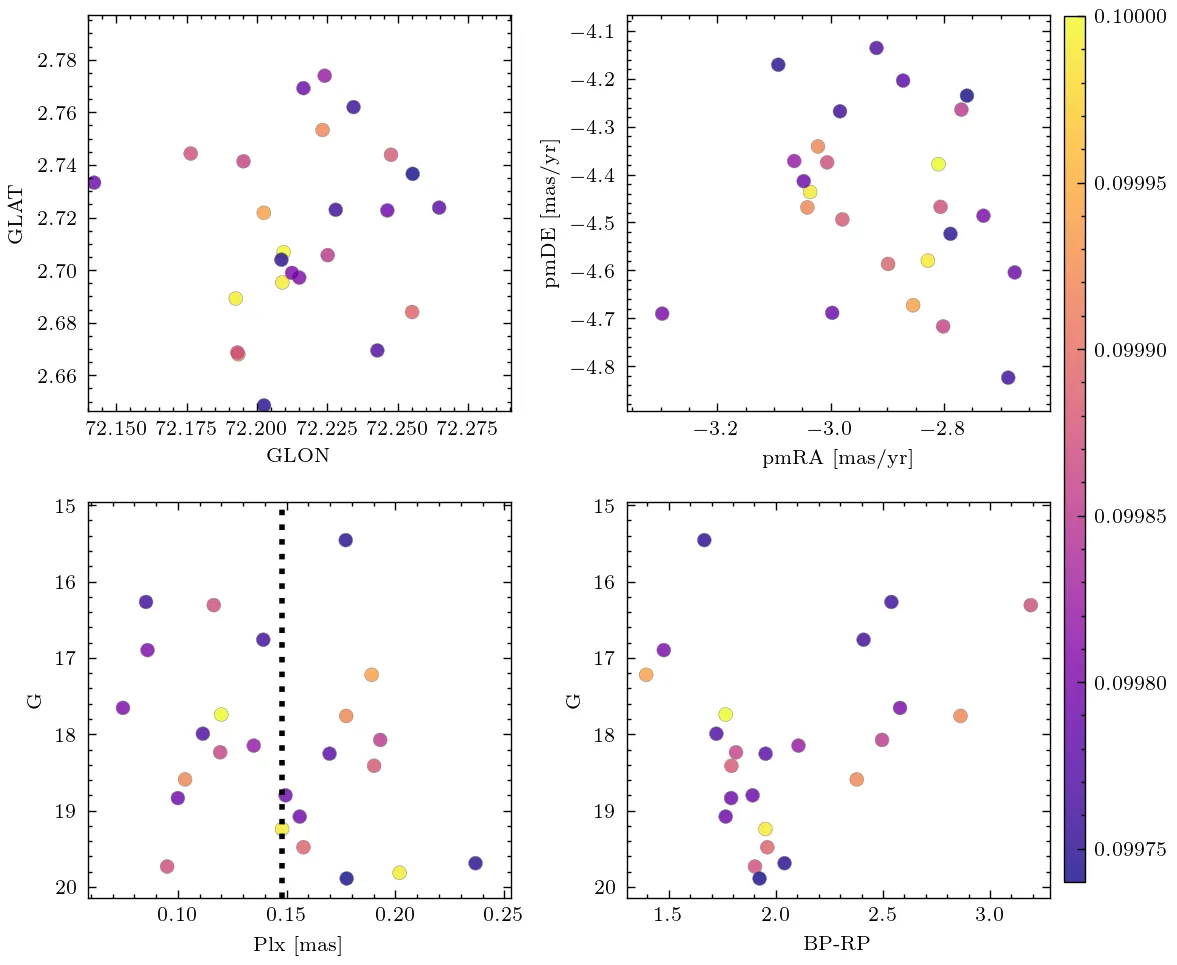 2.78
2.76
2.74
2.72
2.70
2.68
2.66
GLAT
72.150 72.175 72.200 72.225 72.250 72.275
GLON
−4.1
−4.2
−4.3
−4.4
−4.5
−4.6
−4.7
−4.8
pmDE [mas/yr]
−3.2 −3.0 −2.8
pmRA [mas/yr]
0.10000
0.09995
0.09990
0.09985
0.09980
0.09975
15
16
17
18
19
20
G
0.10 0.15 0.20 0.25
Plx [mas]
15
16
17
18
19
20
G
1.5 2.0 2.5 3.0
BP-RP